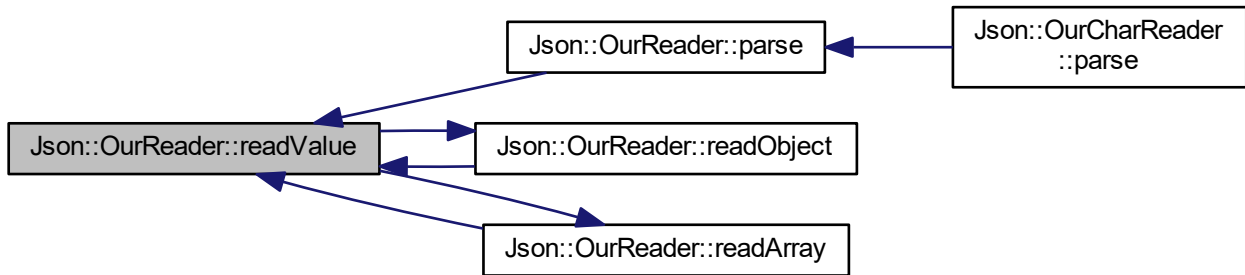 Json::OurReader::readValue
Json::OurReader::parse
Json::OurCharReader
::parse
Json::OurReader::readObject
Json::OurReader::readArray